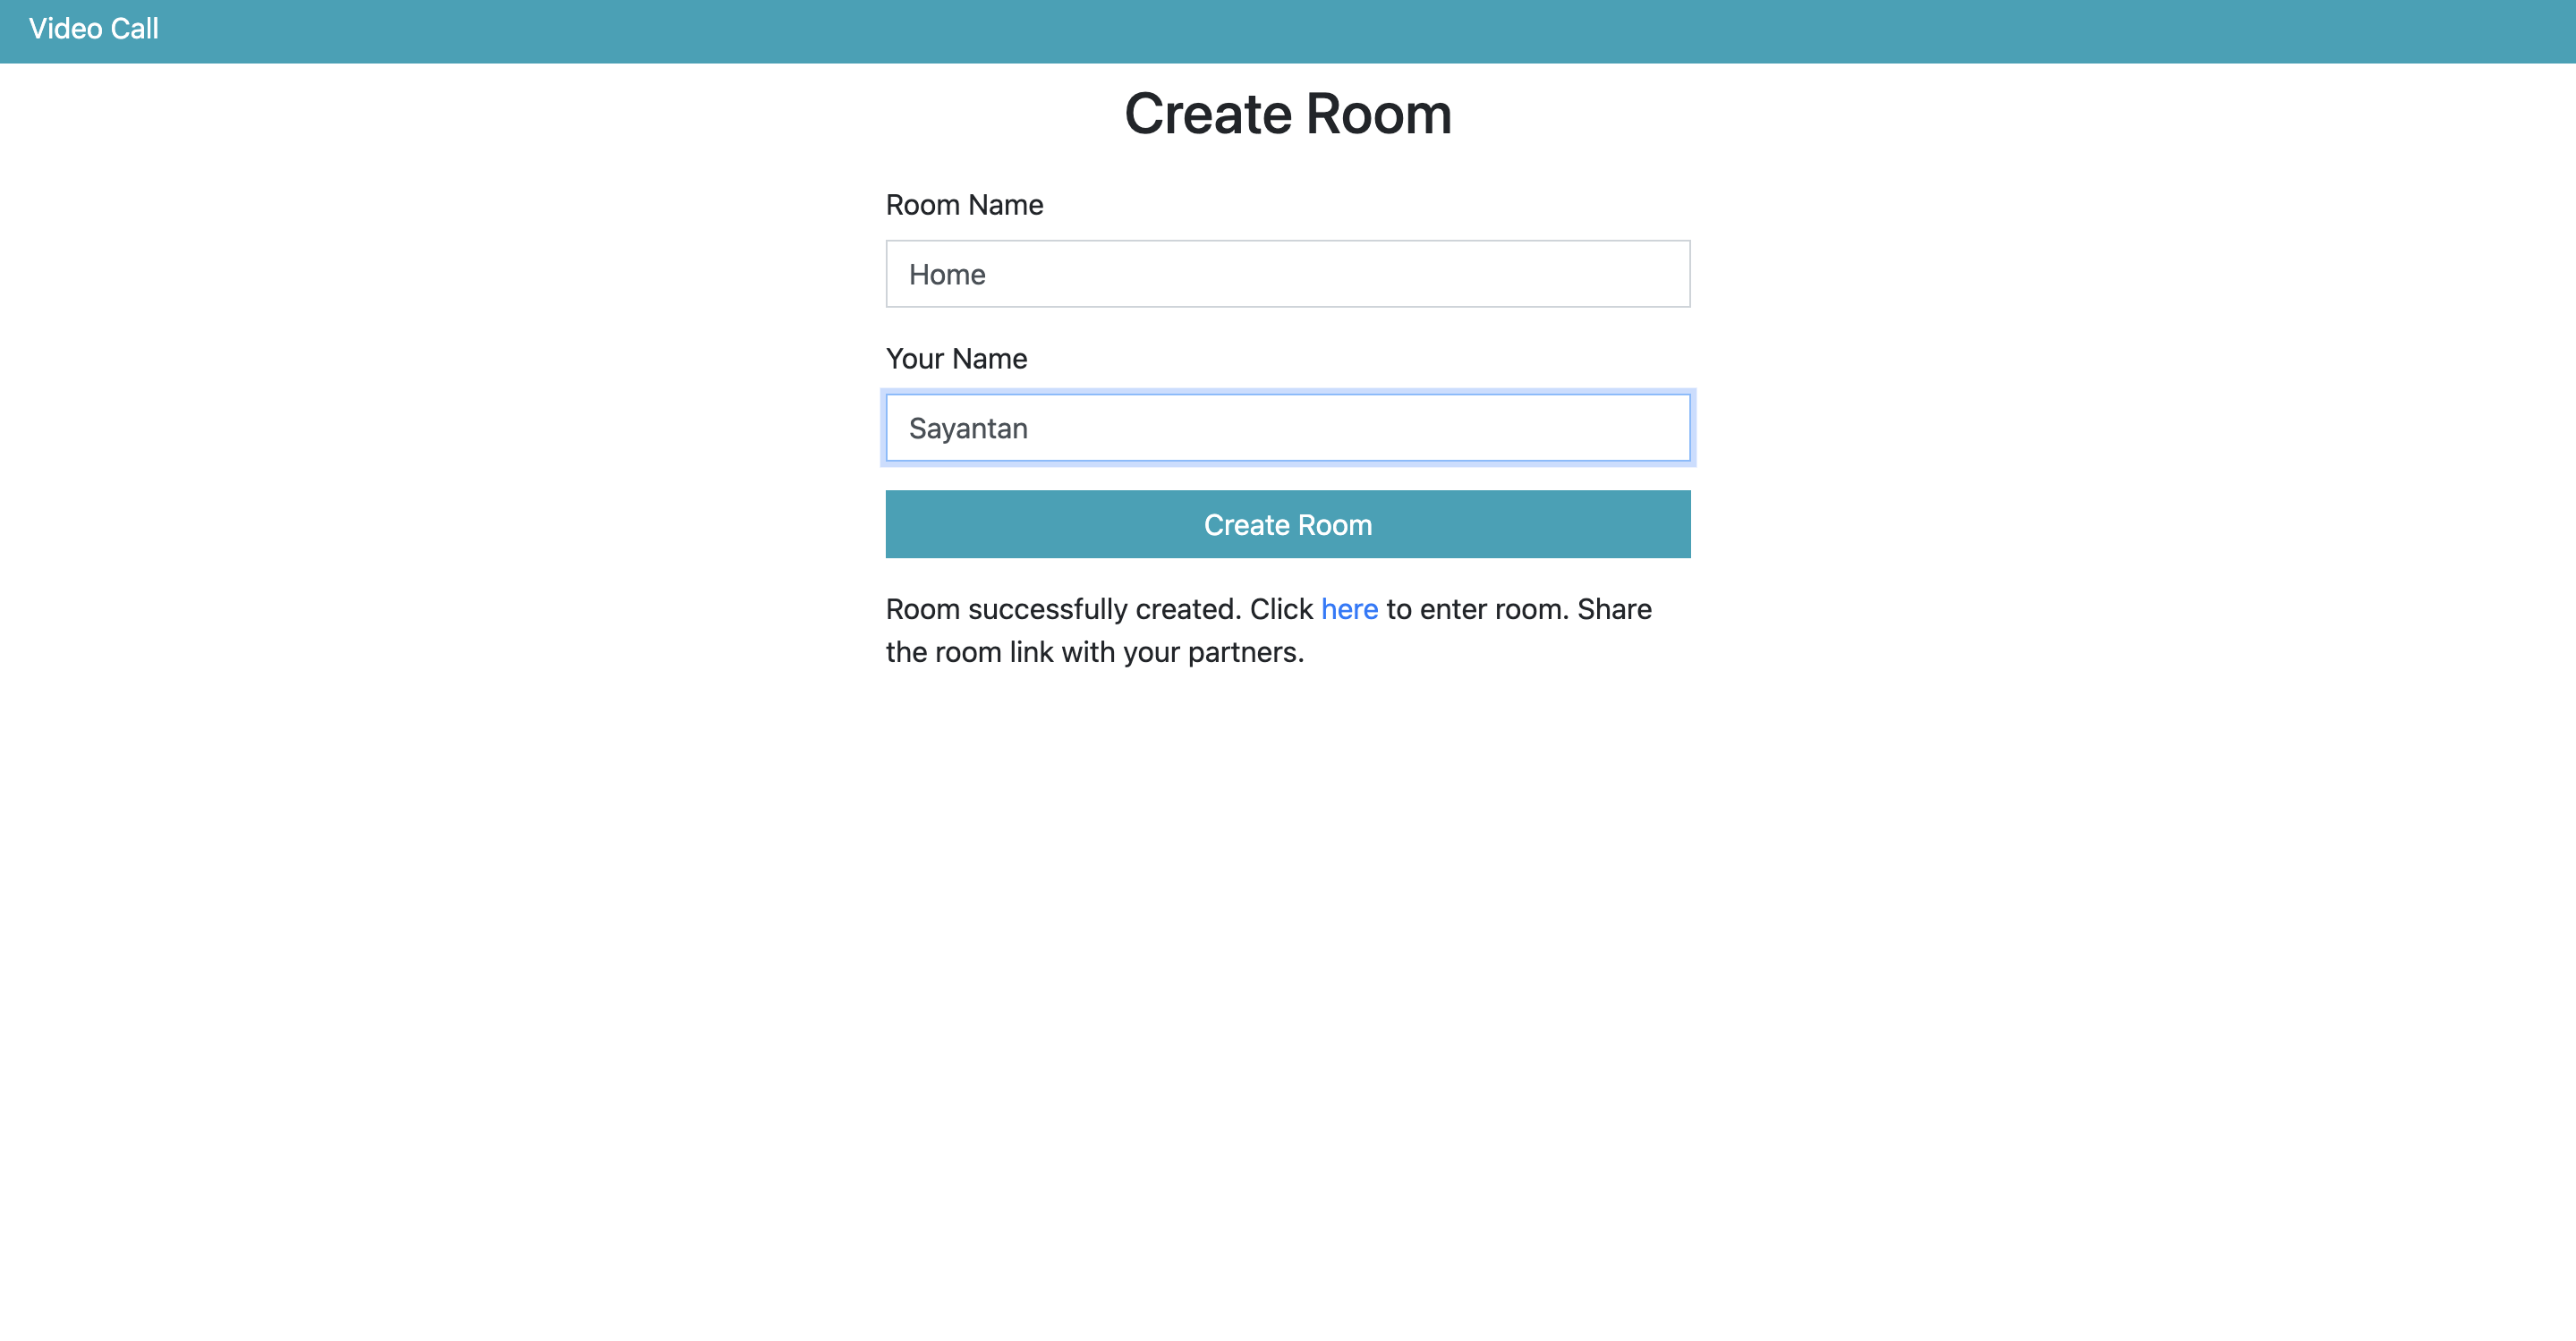 Video Call
Create Room
Room Name
Home
Your Name
Sayantan
Create Room
Room successfully created. Click here to enter room. Share
the room link with your partners.